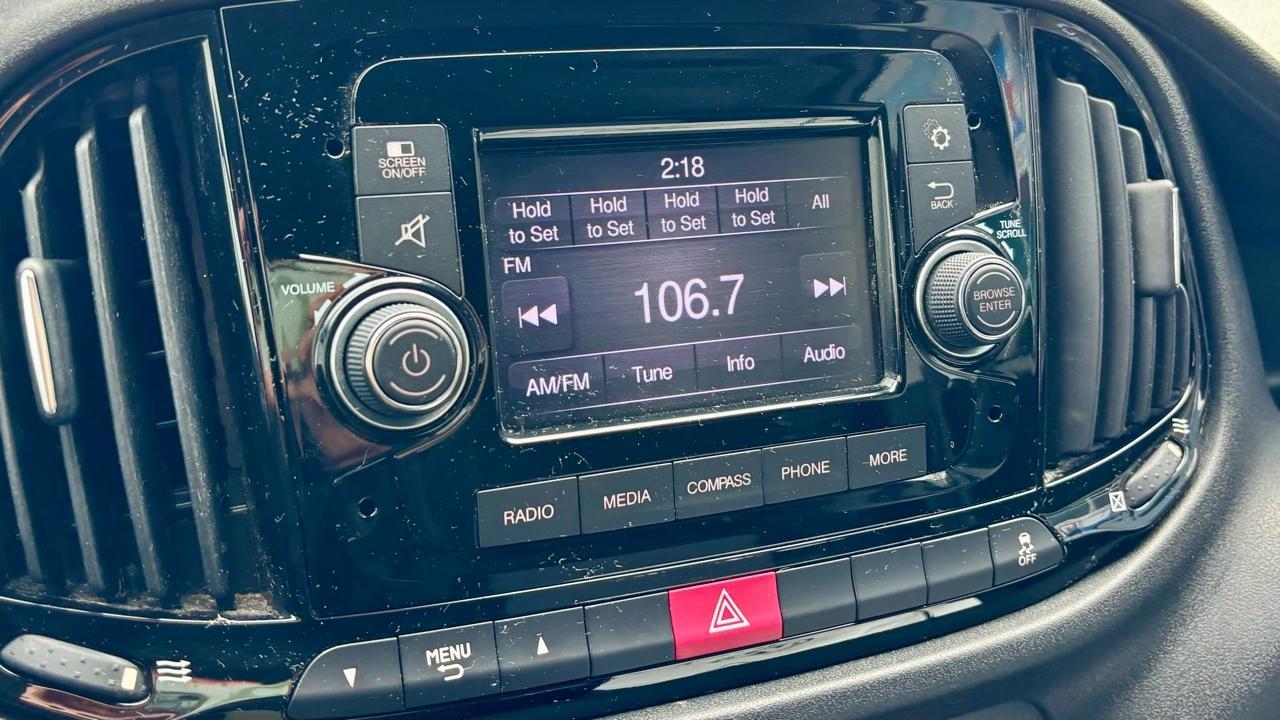 SCREEN
ON/OFF
VOLUME
2:18
Hold
to Set
Hold
to Set
Hold
to Set
Hold
to Set
All
FM
106.7
AM/FM
Tune
Info
Audio
BACK
TUNE
SCROLL
BROWSE
ENTER
RADIO
MEDIA
COMPASS
PHONE
MORE
MENU
OFF